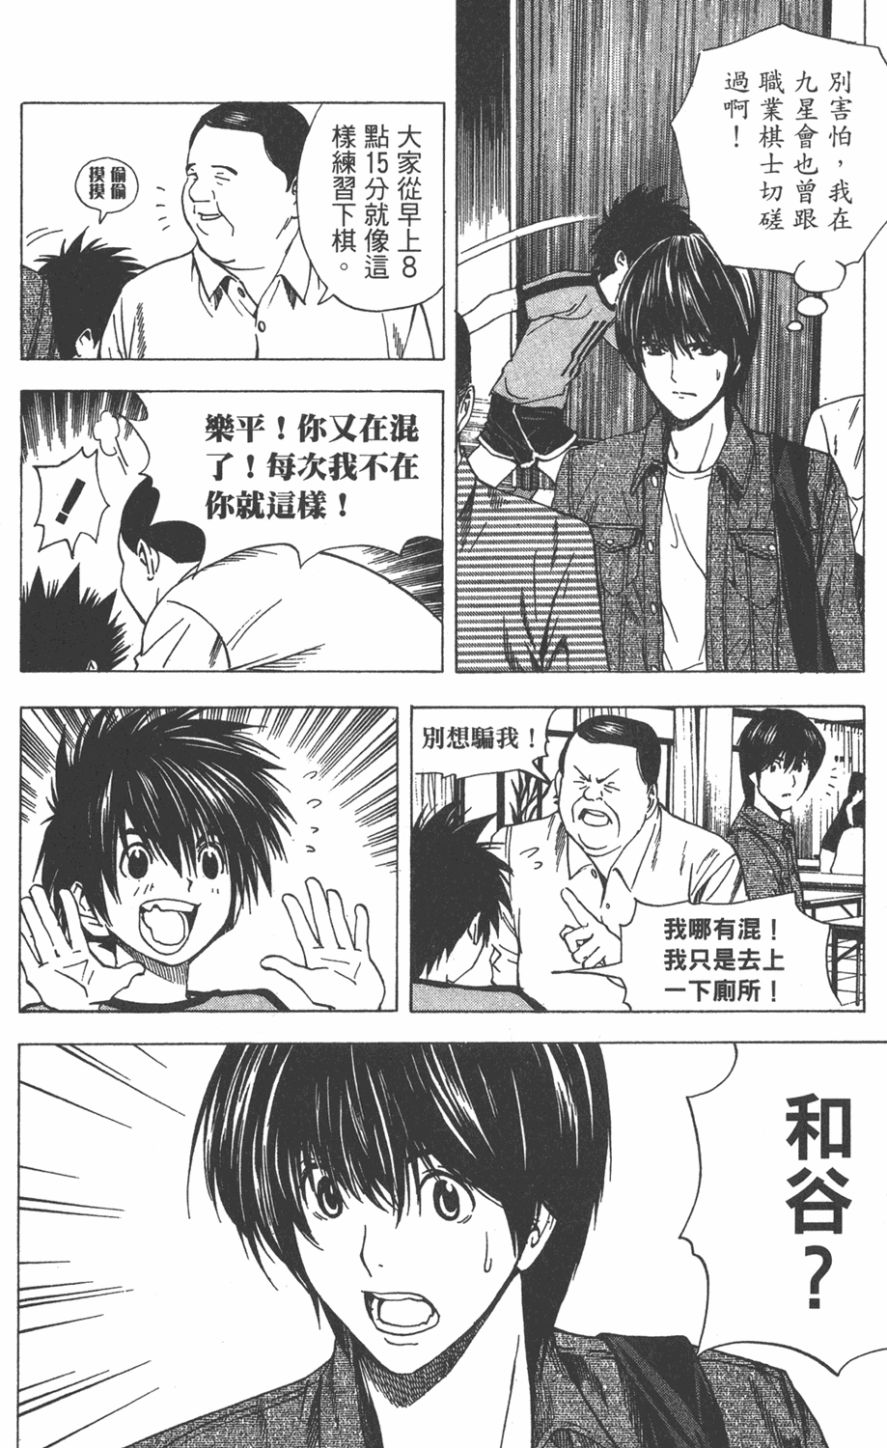 別害怕，我在
九星會也曾跟
職業棋士切磋
過啊！
大家從早上8
點15分就像這
樣練習下棋。
偷偷
摸摸
樂平！你又在混
了！每次我不在
你就這樣！
！
別想騙我！
我哪有混！
我只是去上
一下廁所！
和谷？